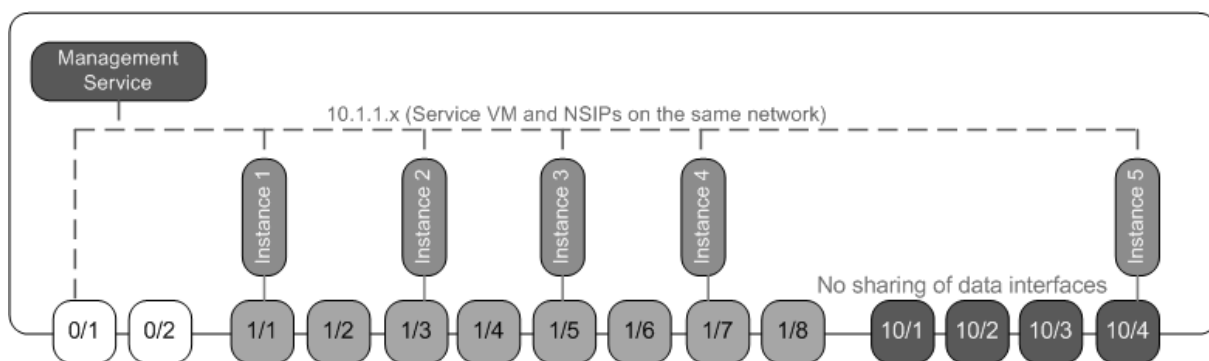 Management
Service
10.1.1.x (Service VM and NSIPs on the same network)
Instance 1
Instance 2
Instance 3
Instance 4
Instance 5
No sharing of data interfaces
0/1
0/2
1/1
1/2
1/3
1/4
1/5
1/6
1/7
1/8
10/1
10/2
10/3
10/4